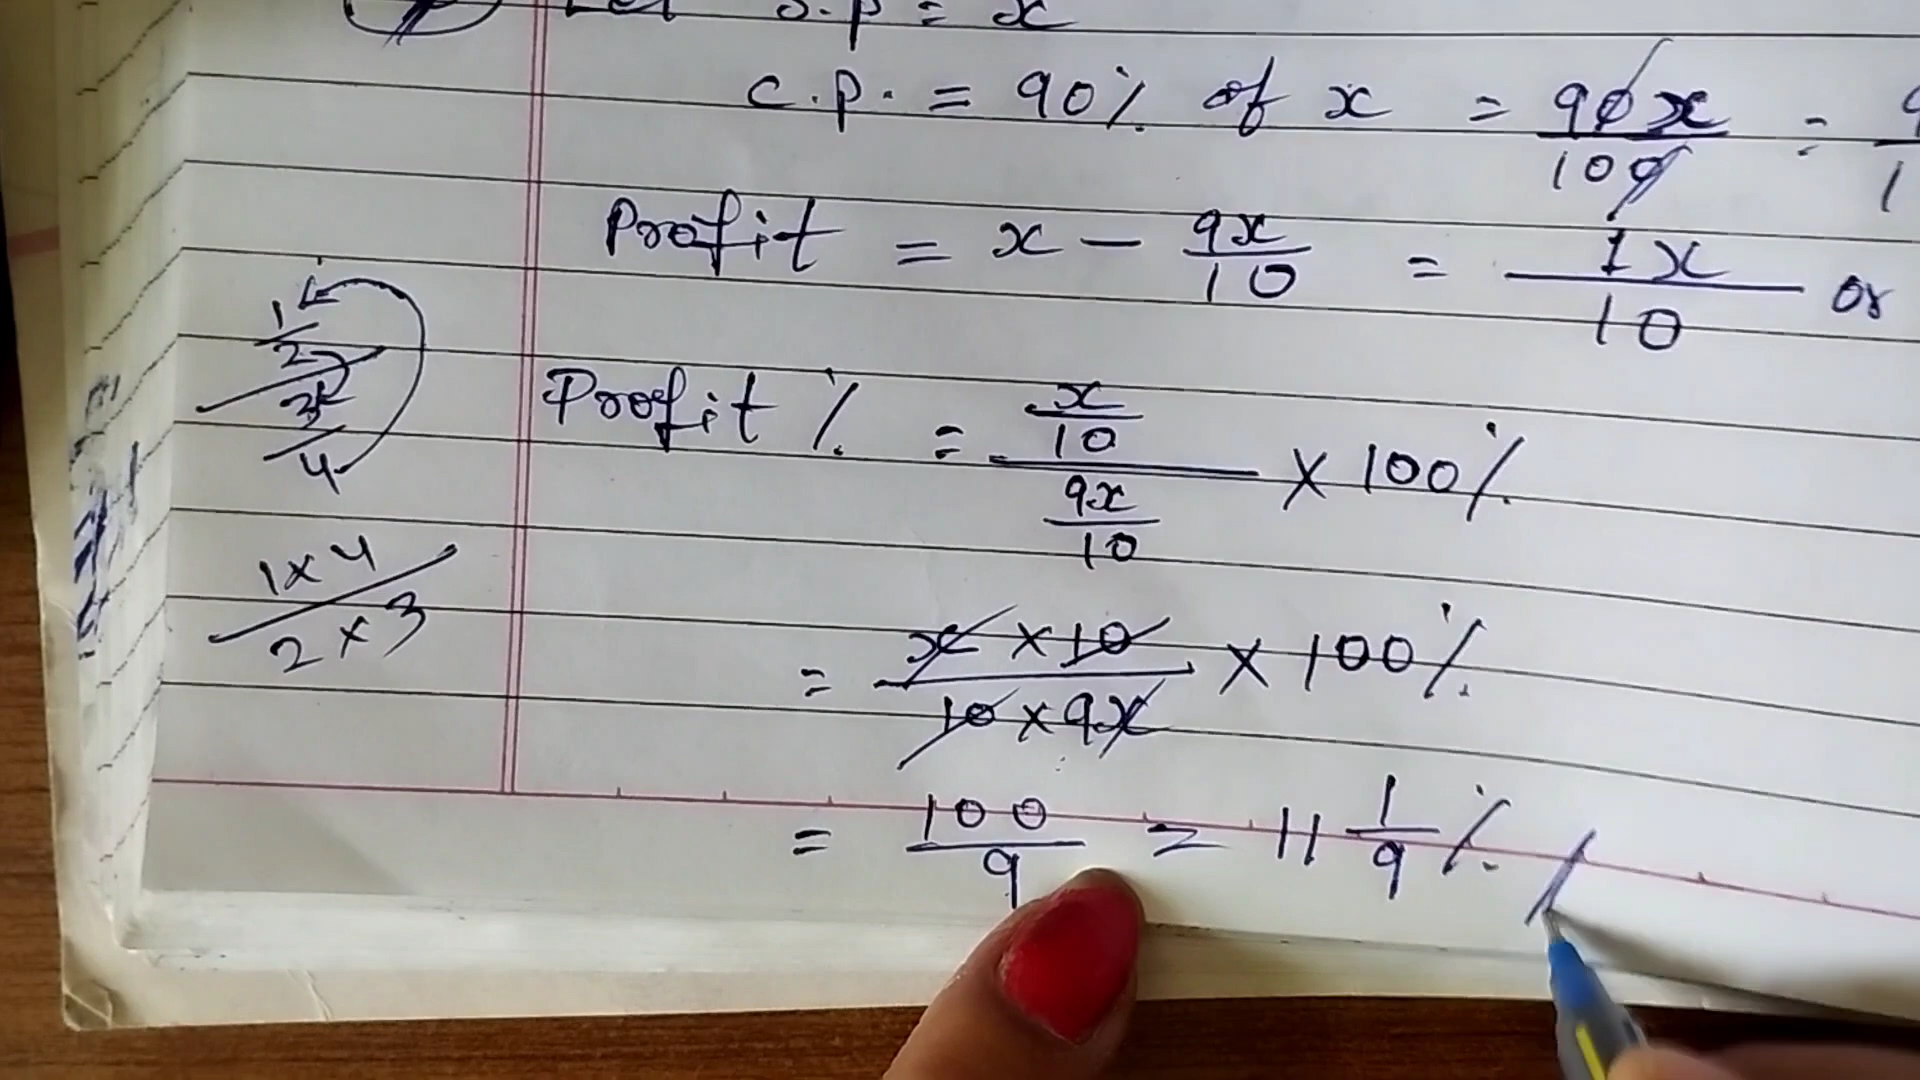 Let S.p = x
C.p. = 90% of x = 90x/100 =
Profit = x - 9x/10 = 1x/10 or
Profit % = (x/10)/(9x/10) × 100%
= (x × 10)/(10 × 9x) × 100%
= 100/9 = 11 1/9 %
(1/2)/(3/4)
(1 × 4)/(2 × 3)